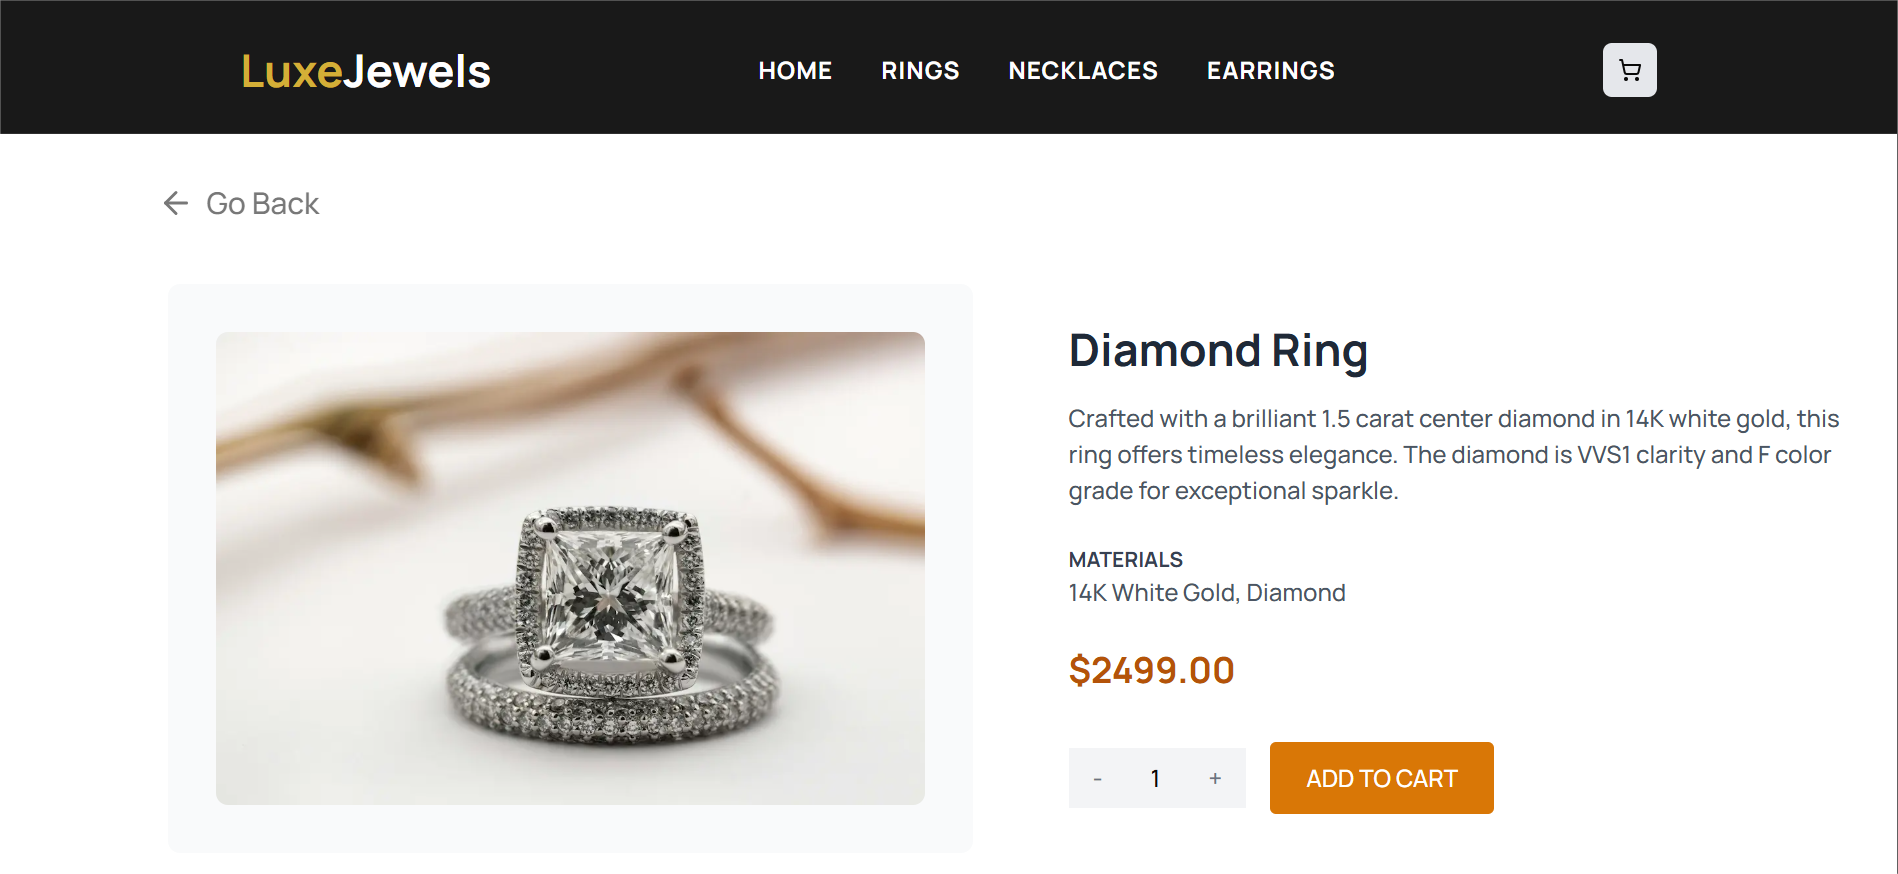 LuxeJewels
HOME RINGS NECKLACES EARRINGS
Go Back
Diamond Ring
Crafted with a brilliant 1.5 carat center diamond in 14K white gold, this
ring offers timeless elegance. The diamond is VVS1 clarity and F color
grade for exceptional sparkle.
MATERIALS
14K White Gold, Diamond
$2499.00
- 1 +
ADD TO CART